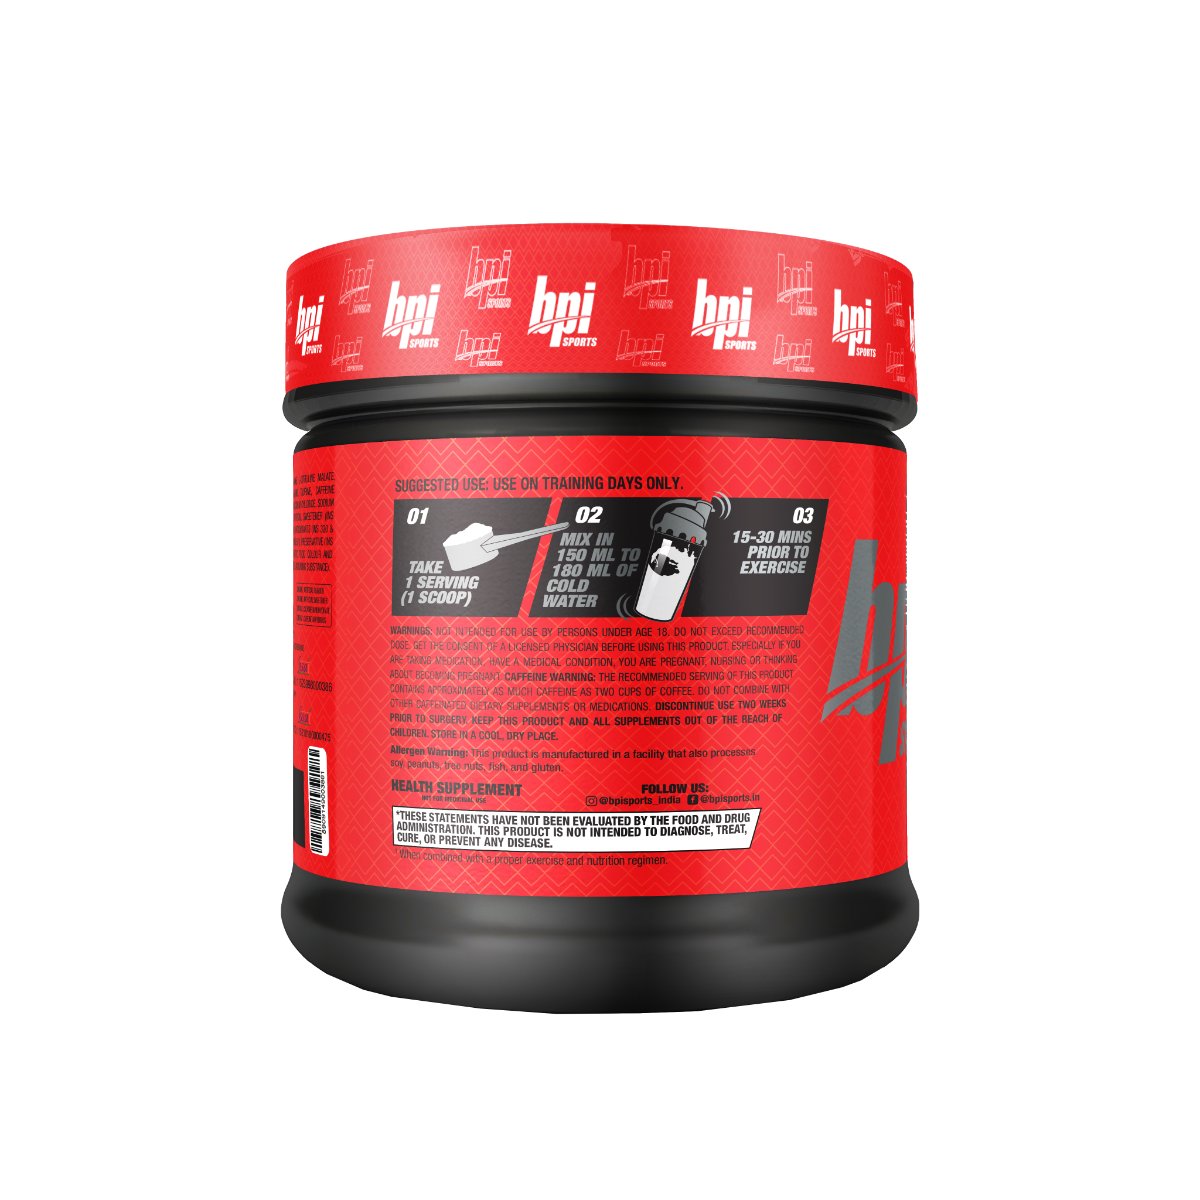 bpi SPORTS
bpi SPORTS
bpi SPORTS
bpi SPORTS
bpi SPORTS
SUGGESTED USE: USE ON TRAINING DAYS ONLY.
01
TAKE
1 SERVING
(1 SCOOP)
02
MIX IN
150 ML TO
180 ML OF
COLD
WATER
03
15-30 MINS
PRIOR TO
EXERCISE
WARNINGS: NOT INTENDED FOR USE BY PERSONS UNDER AGE 18. DO NOT EXCEED RECOMMENDED
DOSE. GET THE CONSENT OF A LICENSED PHYSICIAN BEFORE USING THIS PRODUCT, ESPECIALLY IF YOU
ARE TAKING MEDICATION, HAVE A MEDICAL CONDITION, YOU ARE PREGNANT, NURSING OR THINKING
ABOUT BECOMING PREGNANT. CAFFEINE WARNING: THE RECOMMENDED SERVING OF THIS PRODUCT
CONTAINS APPROXIMATELY AS MUCH CAFFEINE AS TWO CUPS OF COFFEE. DO NOT COMBINE WITH
OTHER CAFFEINATED DIETARY SUPPLEMENTS OR MEDICATIONS. DISCONTINUE USE TWO WEEKS
PRIOR TO SURGERY. KEEP THIS PRODUCT AND ALL SUPPLEMENTS OUT OF THE REACH OF
CHILDREN. STORE IN A COOL, DRY PLACE.
Allergen Warning: This product is manufactured in a facility that also processes
soy, peanuts, tree nuts, fish, and gluten.
HEALTH SUPPLEMENT
NOT FOR MEDICINAL USE
FOLLOW US:
@bpisports_india @bpisports.in
*THESE STATEMENTS HAVE NOT BEEN EVALUATED BY THE FOOD AND DRUG
ADMINISTRATION. THIS PRODUCT IS NOT INTENDED TO DIAGNOSE, TREAT,
CURE, OR PREVENT ANY DISEASE.
When combined with a proper exercise and nutrition regimen.
bp